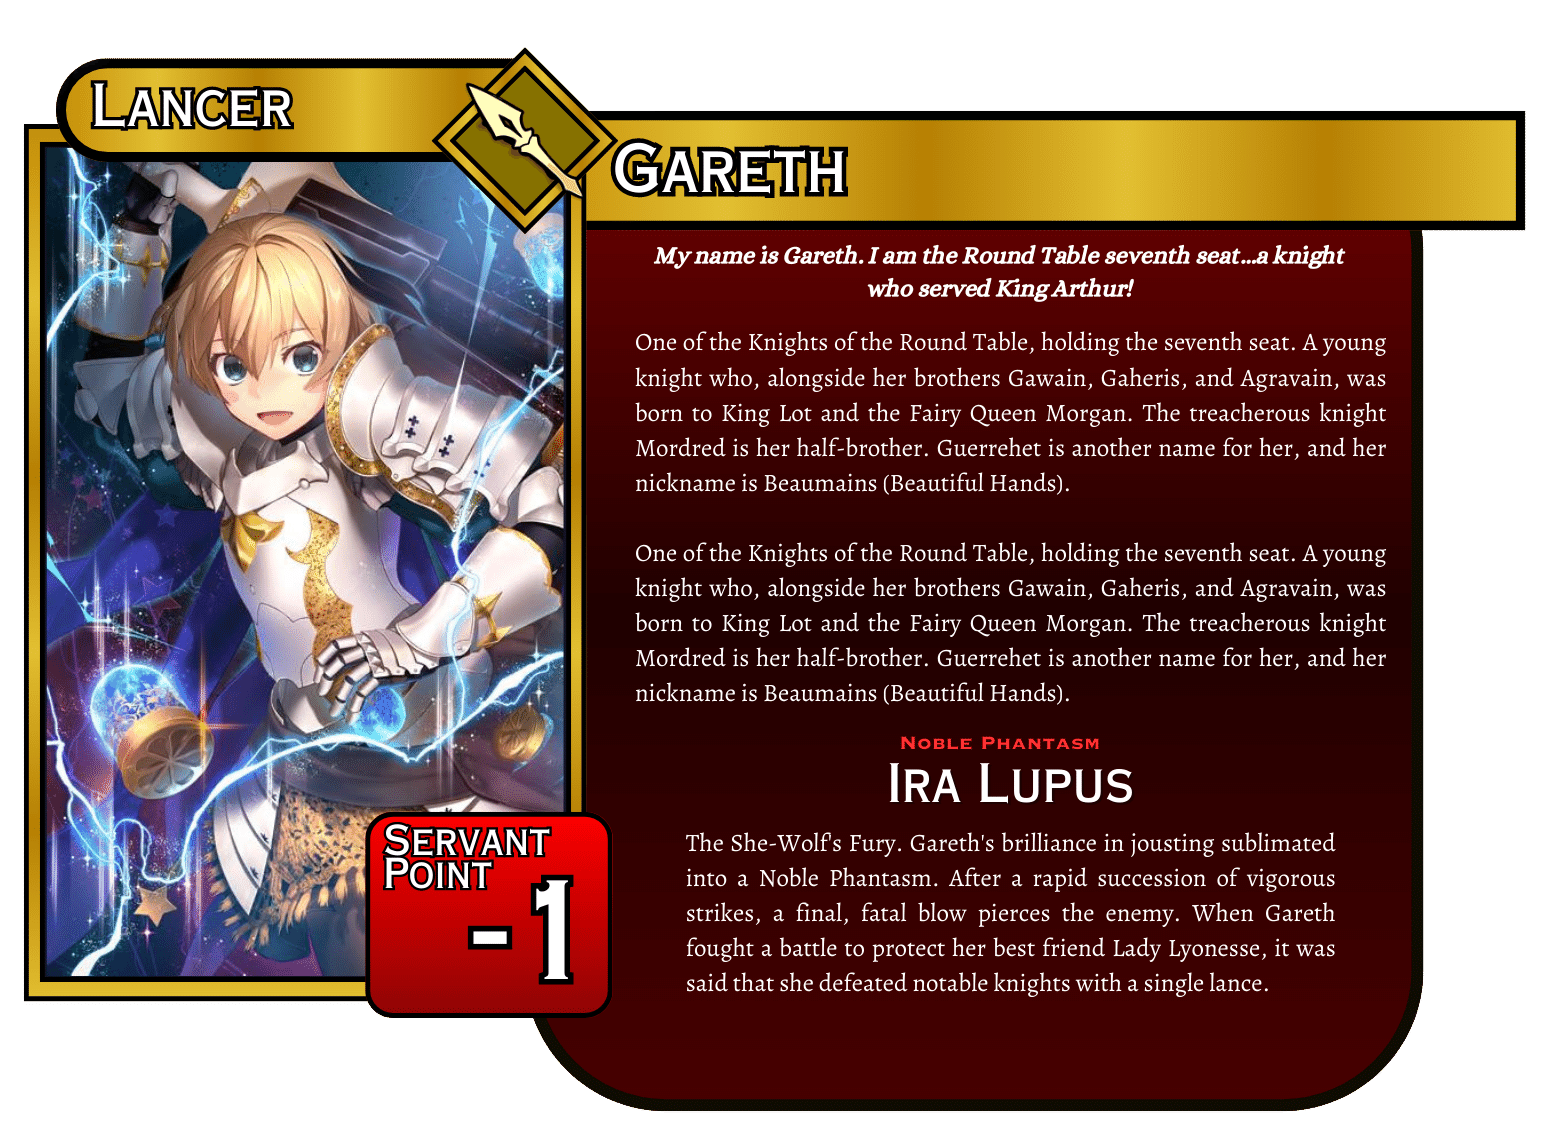 Lancer
Gareth
My name is Gareth. I am the Round Table seventh seat...a knight
who served King Arthur!
One of the Knights of the Round Table, holding the seventh seat. A young
knight who, alongside her brothers Gawain, Gaheris, and Agravain, was
born to King Lot and the Fairy Queen Morgan. The treacherous knight
Mordred is her half-brother. Guerrehet is another name for her, and her
nickname is Beaumains (Beautiful Hands).
One of the Knights of the Round Table, holding the seventh seat. A young
knight who, alongside her brothers Gawain, Gaheris, and Agravain, was
born to King Lot and the Fairy Queen Morgan. The treacherous knight
Mordred is her half-brother. Guerrehet is another name for her, and her
nickname is Beaumains (Beautiful Hands).
Noble Phantasm
Ira Lupus
The She-Wolf's Fury. Gareth's brilliance in jousting sublimated
into a Noble Phantasm. After a rapid succession of vigorous
strikes, a final, fatal blow pierces the enemy. When Gareth
fought a battle to protect her best friend Lady Lyonesse, it was
said that she defeated notable knights with a single lance.
Servant
Point
-1